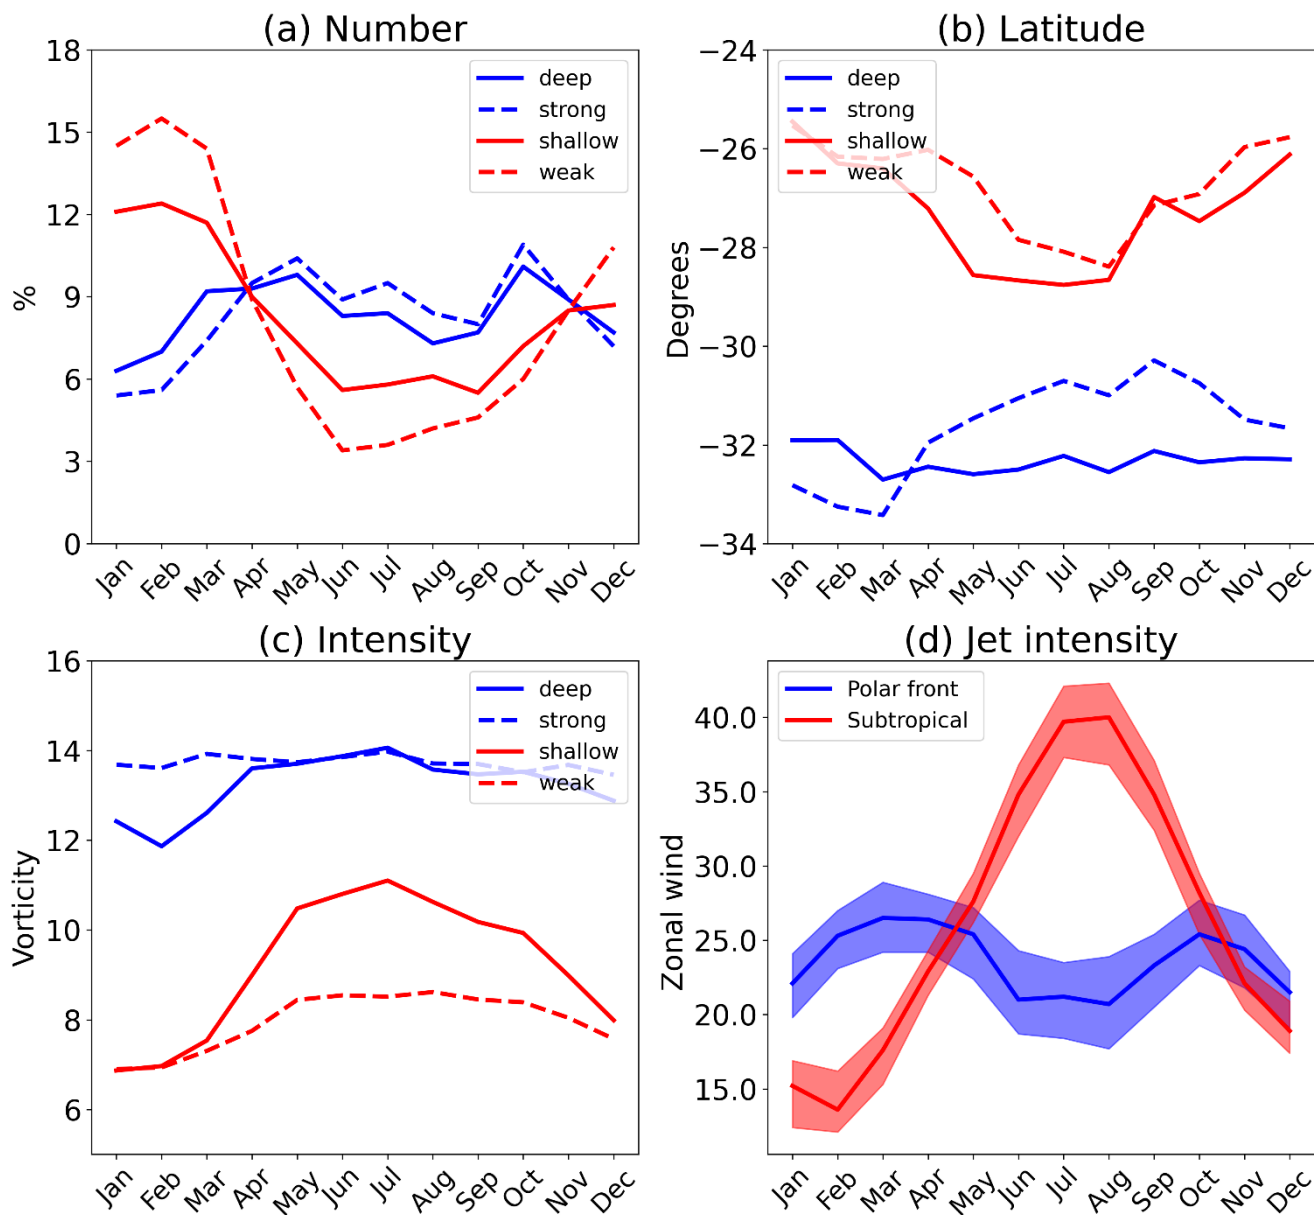 (a) Number
18
15
12
9
6
3
0
%
deep
strong
shallow
weak
Jan
Feb
Mar
Apr
May
Jun
Jul
Aug
Sep
Oct
Nov
Dec
(b) Latitude
−24
−26
−28
−30
−32
−34
Degrees
deep
strong
shallow
weak
Jan
Feb
Mar
Apr
May
Jun
Jul
Aug
Sep
Oct
Nov
Dec
(c) Intensity
16
14
12
10
8
6
Vorticity
deep
strong
shallow
weak
Jan
Feb
Mar
Apr
May
Jun
Jul
Aug
Sep
Oct
Nov
Dec
(d) Jet intensity
40.0
35.0
30.0
25.0
20.0
15.0
Zonal wind
Polar front
Subtropical
Jan
Feb
Mar
Apr
May
Jun
Jul
Aug
Sep
Oct
Nov
Dec